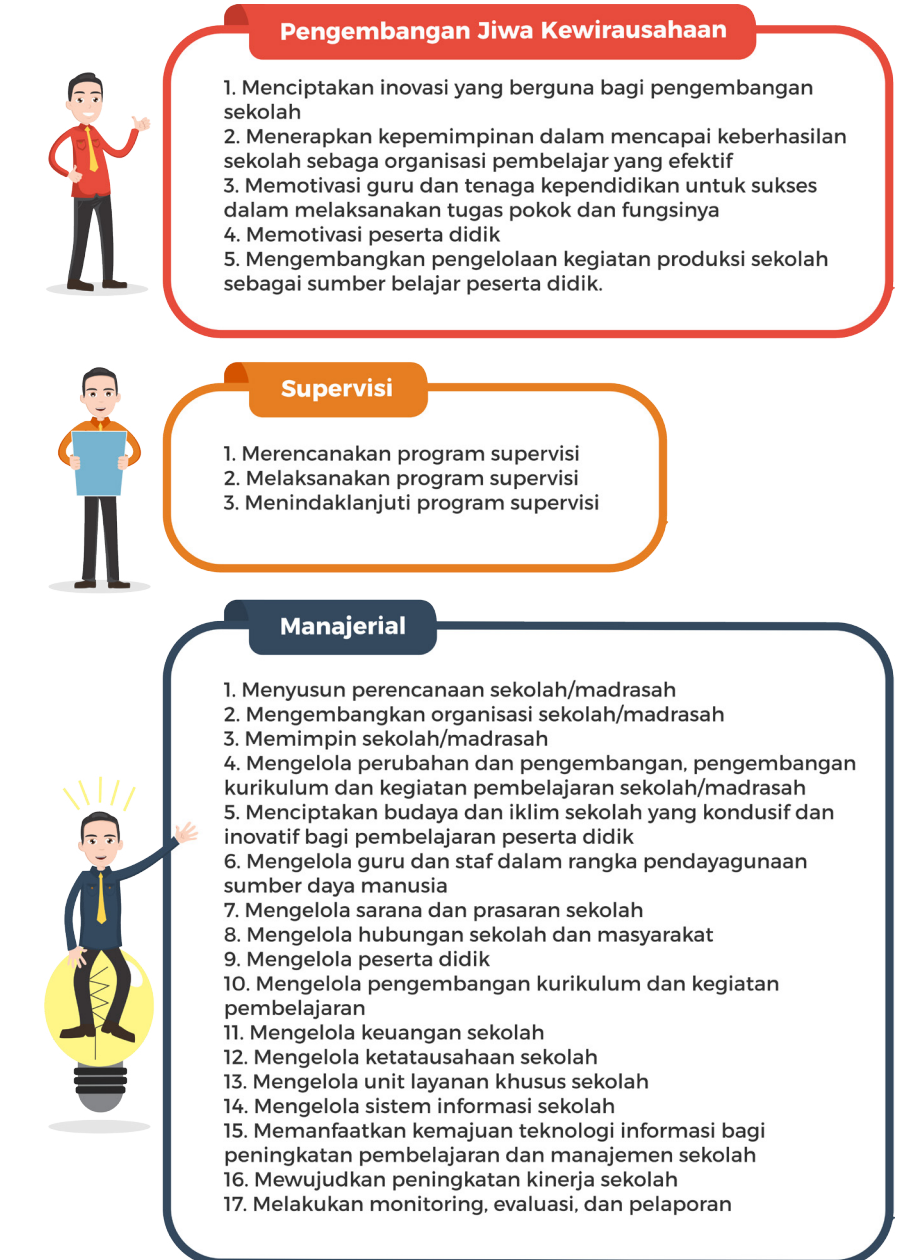 Pengembangan Jiwa Kewirausahaan
1. Menciptakan inovasi yang berguna bagi pengembangan
sekolah
2. Menerapkan kepemimpinan dalam mencapai keberhasilan
sekolah sebaga organisasi pembelajar yang efektif
3. Memotivasi guru dan tenaga kependidikan untuk sukses
dalam melaksanakan tugas pokok dan fungsinya
4. Memotivasi peserta didik
5. Mengembangkan pengelolaan kegiatan produksi sekolah
sebagai sumber belajar peserta didik.
Supervisi
1. Merencanakan program supervisi
2. Melaksanakan program supervisi
3. Menindaklanjuti program supervisi
Manajerial
1. Menyusun perencanaan sekolah/madrasah
2. Mengembangkan organisasi sekolah/madrasah
3. Memimpin sekolah/madrasah
4. Mengelola perubahan dan pengembangan, pengembangan
kurikulum dan kegiatan pembelajaran sekolah/madrasah
5. Menciptakan budaya dan iklim sekolah yang kondusif dan
inovatif bagi pembelajaran peserta didik
6. Mengelola guru dan staf dalam rangka pendayagunaan
sumber daya manusia
7. Mengelola sarana dan prasaran sekolah
8. Mengelola hubungan sekolah dan masyarakat
9. Mengelola peserta didik
10. Mengelola pengembangan kurikulum dan kegiatan
pembelajaran
11. Mengelola keuangan sekolah
12. Mengelola ketatausahaan sekolah
13. Mengelola unit layanan khusus sekolah
14. Mengelola sistem informasi sekolah
15. Memanfaatkan kemajuan teknologi informasi bagi
peningkatan pembelajaran dan manajemen sekolah
16. Mewujudkan peningkatan kinerja sekolah
17. Melakukan monitoring, evaluasi, dan pelaporan